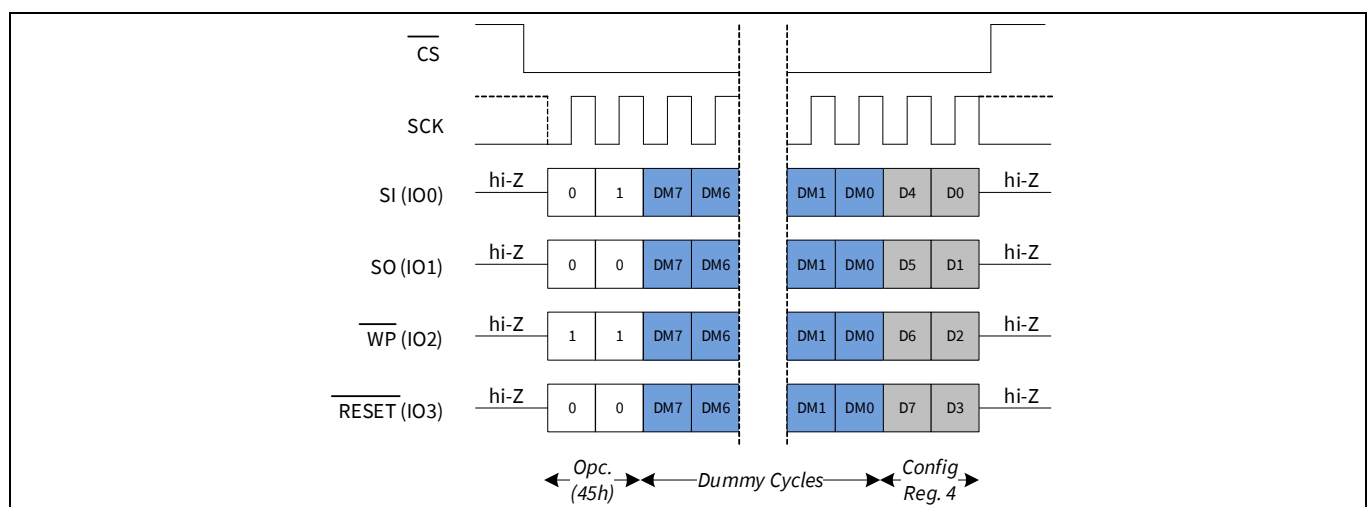 CS
SCK
SI (IO0) hi-Z 0 1 DM7 DM6 DM1 DM0 D4 D0 hi-Z
SO (IO1) hi-Z 0 0 DM7 DM6 DM1 DM0 D5 D1 hi-Z
WP (IO2) hi-Z 1 1 DM7 DM6 DM1 DM0 D6 D2 hi-Z
RESET (IO3) hi-Z 0 0 DM7 DM6 DM1 DM0 D7 D3 hi-Z
Opc. Dummy Cycles Config
(45h) Reg. 4